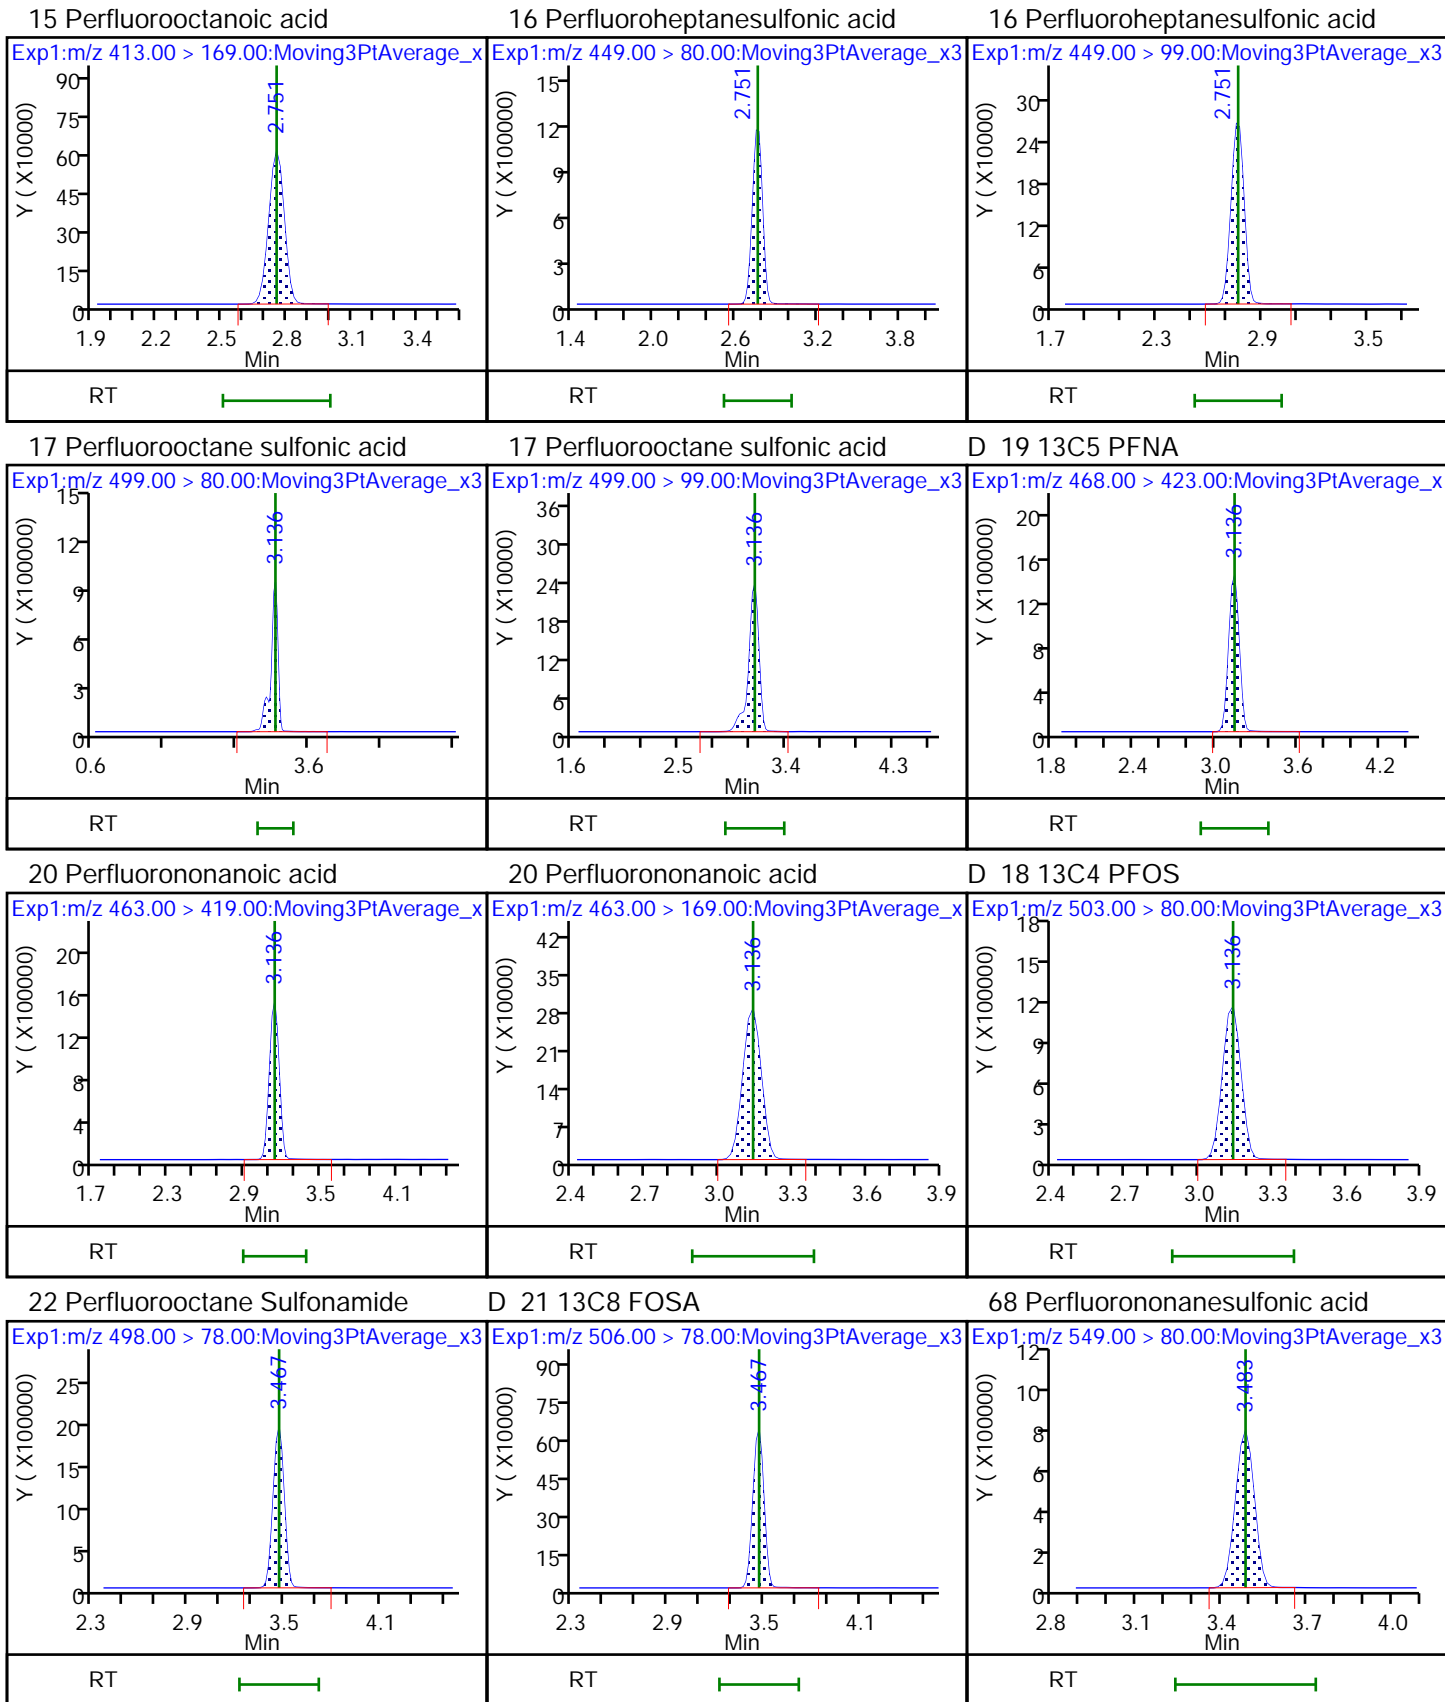 15 Perfluorooctanoic acid
16 Perfluoroheptanesulfonic acid
16 Perfluoroheptanesulfonic acid
Exp1:m/z 413.00 > 169.00:Moving3PtAverage_x
Exp1:m/z 449.00 > 80.00:Moving3PtAverage_x3
Exp1:m/z 449.00 > 99.00:Moving3PtAverage_x3
Y ( X10000)
90
75
60
45
30
15
0
2.751
1.9 2.2 2.5 2.8 3.1 3.4
Min
RT
Y ( X100000)
15
12
9
6
3
0
2.751
1.4 2.0 2.6 3.2 3.8
Min
RT
Y ( X10000)
30
24
18
12
6
0
2.751
1.7 2.3 2.9 3.5
Min
RT
17 Perfluorooctane sulfonic acid
17 Perfluorooctane sulfonic acid
D 19 13C5 PFNA
Exp1:m/z 499.00 > 80.00:Moving3PtAverage_x3
Exp1:m/z 499.00 > 99.00:Moving3PtAverage_x3
Exp1:m/z 468.00 > 423.00:Moving3PtAverage_x
Y ( X100000)
15
12
9
6
3
0
3.136
0.6 3.6
Min
RT
Y ( X10000)
36
30
24
18
12
6
0
3.136
1.6 2.5 3.4 4.3
Min
RT
Y ( X100000)
20
16
12
8
4
0
3.136
1.8 2.4 3.0 3.6 4.2
Min
RT
20 Perfluorononanoic acid
20 Perfluorononanoic acid
D 18 13C4 PFOS
Exp1:m/z 463.00 > 419.00:Moving3PtAverage_x
Exp1:m/z 463.00 > 169.00:Moving3PtAverage_x
Exp1:m/z 503.00 > 80.00:Moving3PtAverage_x3
Y ( X100000)
20
16
12
8
4
0
3.136
1.7 2.3 2.9 3.5 4.1
Min
RT
Y ( X10000)
42
35
28
21
14
7
0
3.136
2.4 2.7 3.0 3.3 3.6 3.9
Min
RT
Y ( X100000)
18
15
12
9
6
3
0
3.136
2.4 2.7 3.0 3.3 3.6 3.9
Min
RT
22 Perfluorooctane Sulfonamide
D 21 13C8 FOSA
68 Perfluorononanesulfonic acid
Exp1:m/z 498.00 > 78.00:Moving3PtAverage_x3
Exp1:m/z 506.00 > 78.00:Moving3PtAverage_x3
Exp1:m/z 549.00 > 80.00:Moving3PtAverage_x3
Y ( X100000)
25
20
15
10
5
0
3.467
2.3 2.9 3.5 4.1
Min
RT
Y ( X10000)
90
75
60
45
30
15
0
3.467
2.3 2.9 3.5 4.1
Min
RT
Y ( X100000)
12
10
8
6
4
2
0
3.483
2.8 3.1 3.4 3.7 4.0
Min
RT